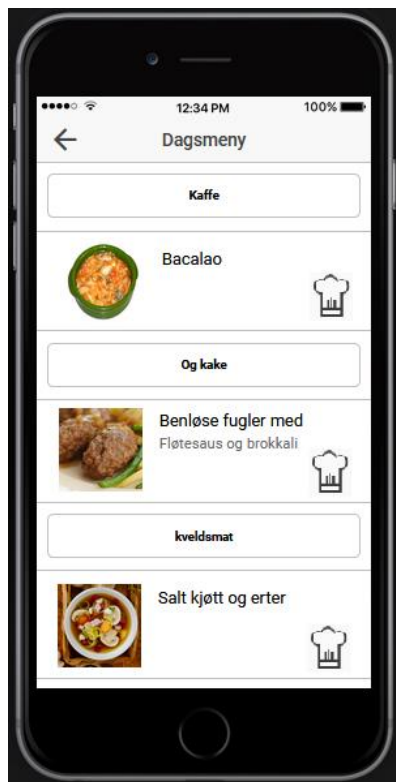 12:34 PM 100%
Dagsmeny
Kaffe
Bacalao
Og kake
Benløse fugler med
Fløtesaus og brokkali
kveldsmat
Salt kjøtt og erter